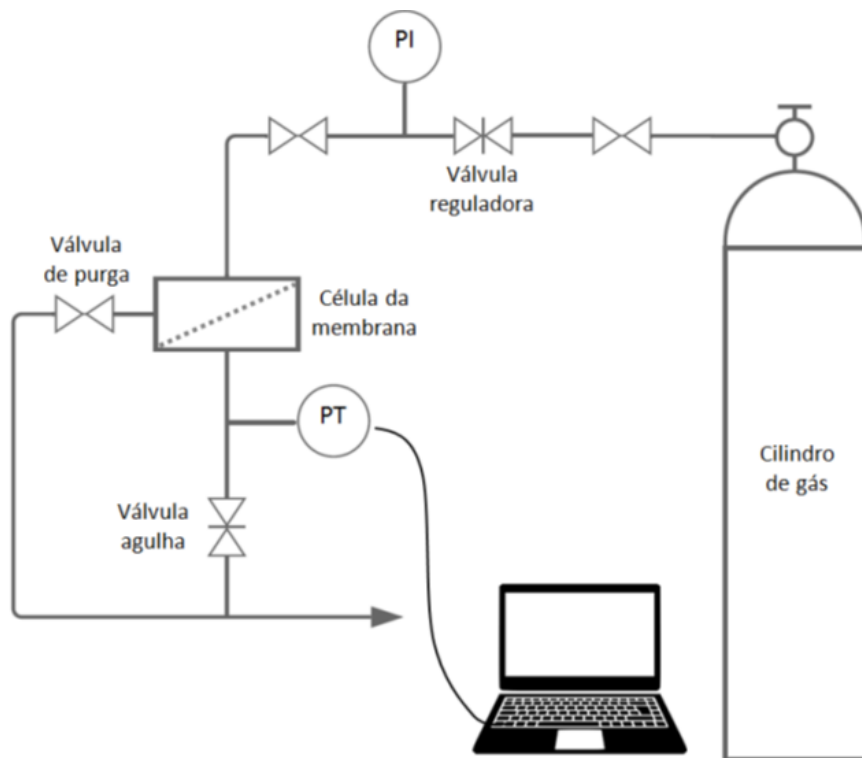 PI
Válvula
reguladora
Válvula
de purga
Célula da
membrana
PT
Cilindro
de gás
Válvula
agulha